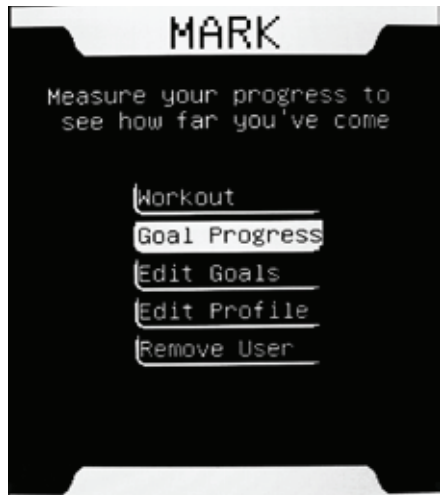 MARK
Measure your progress to
see how far you've come
Workout
Goal Progress
Edit Goals
Edit Profile
Remove User